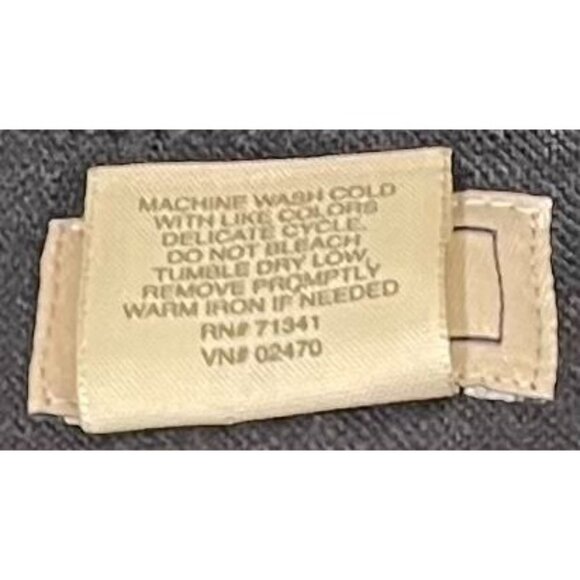 MACHINE WASH COLD
WITH LIKE COLORS
DELICATE CYCLE.
DO NOT BLEACH
TUMBLE DRY LOW,
REMOVE PROMPTLY
WARM IRON IF NEEDED
RN# 71341
VN# 02470